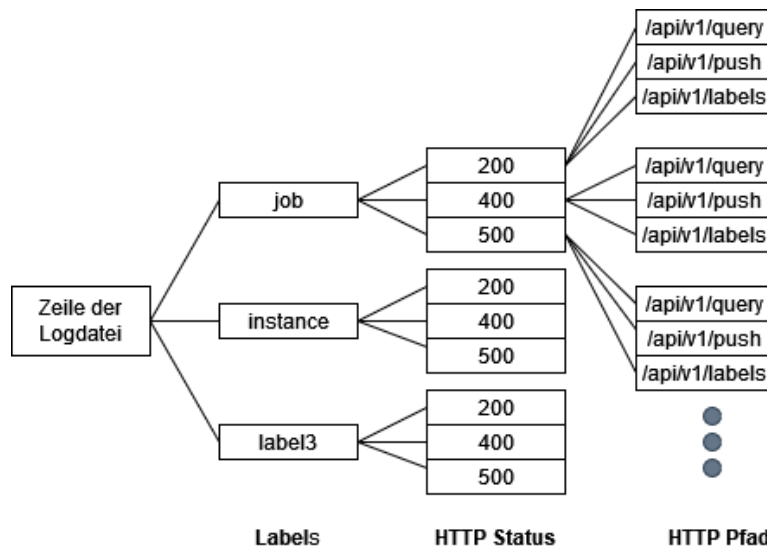 Zeile der
Logdatei
job
instance
label3
200
400
500
200
400
500
200
400
500
/api/v1/query
/api/v1/push
/api/v1/labels
/api/v1/query
/api/v1/push
/api/v1/labels
/api/v1/query
/api/v1/push
/api/v1/labels
Labels
HTTP Status
HTTP Pfad